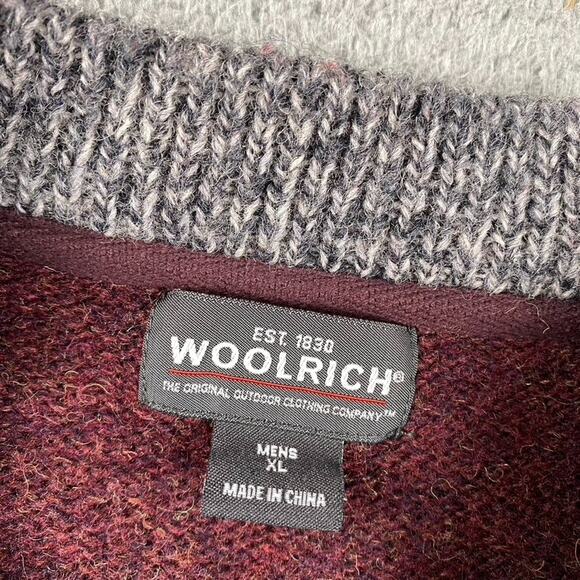 EST. 1830
WOOLRICH®
THE ORIGINAL OUTDOOR CLOTHING COMPANY™
MENS
XL
MADE IN CHINA